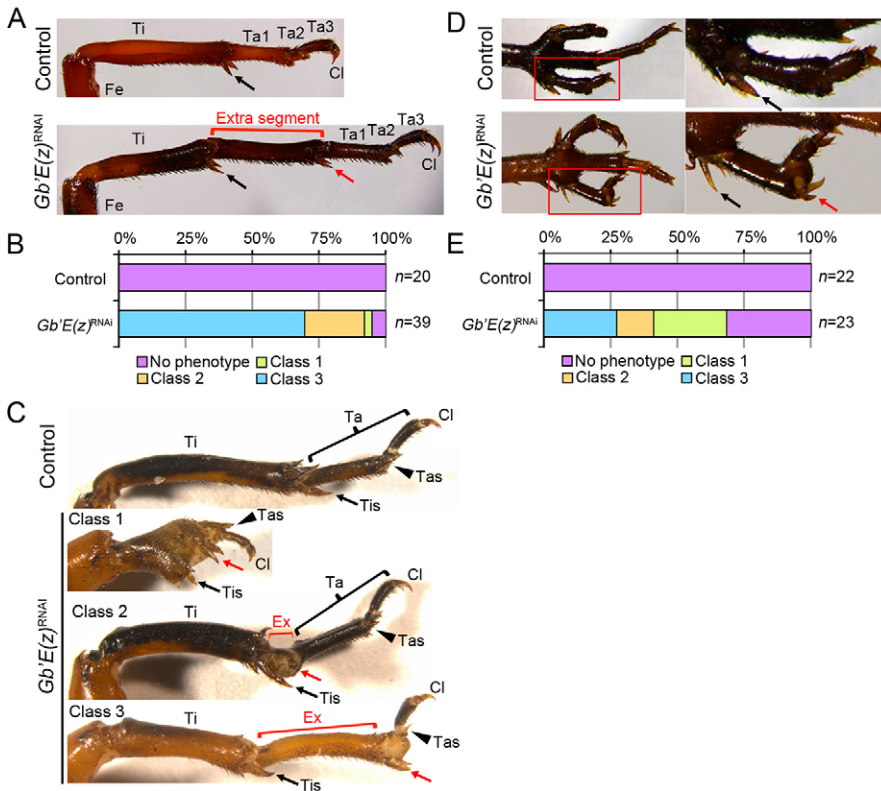 A
Control
Ti
Ta1
Ta2
Ta3
Cl
Fe
Gb'E(z)RNAi
Extra segment
Ti
Ta1
Ta2
Ta3
Cl
Fe
B
0% 25% 50% 75% 100%
Control n=20
Gb'E(z)RNAi n=39
No phenotype Class 1
Class 2 Class 3
C
Control
Ti
Ta
Cl
Tas
Tis
Gb'E(z)RNAi
Class 1
Tas
Cl
Tis
Class 2
Ti
Ex
Ta
Cl
Tas
Tis
Class 3
Ti
Ex
Cl
Tas
Tis
D
Control
Gb'E(z)RNAi
E
0% 25% 50% 75% 100%
Control n=22
Gb'E(z)RNAi n=23
No phenotype Class 1
Class 2 Class 3